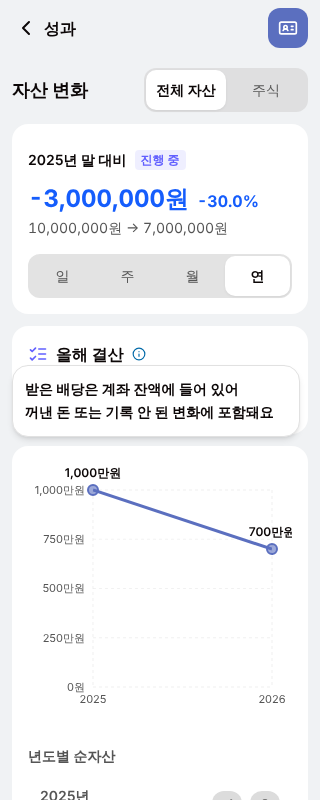 성과
자산 변화
전체 자산
주식
2025년 말 대비
진행 중
-3,000,000원 -30.0%
10,000,000원 → 7,000,000원
일
주
월
연
올해 결산
받은 배당은 계좌 잔액에 들어 있어
꺼낸 돈 또는 기록 안 된 변화에 포함돼요
1,000만원
1,000만원
700만원
750만원
500만원
250만원
0원
2025
2026
년도별 순자산
2025년